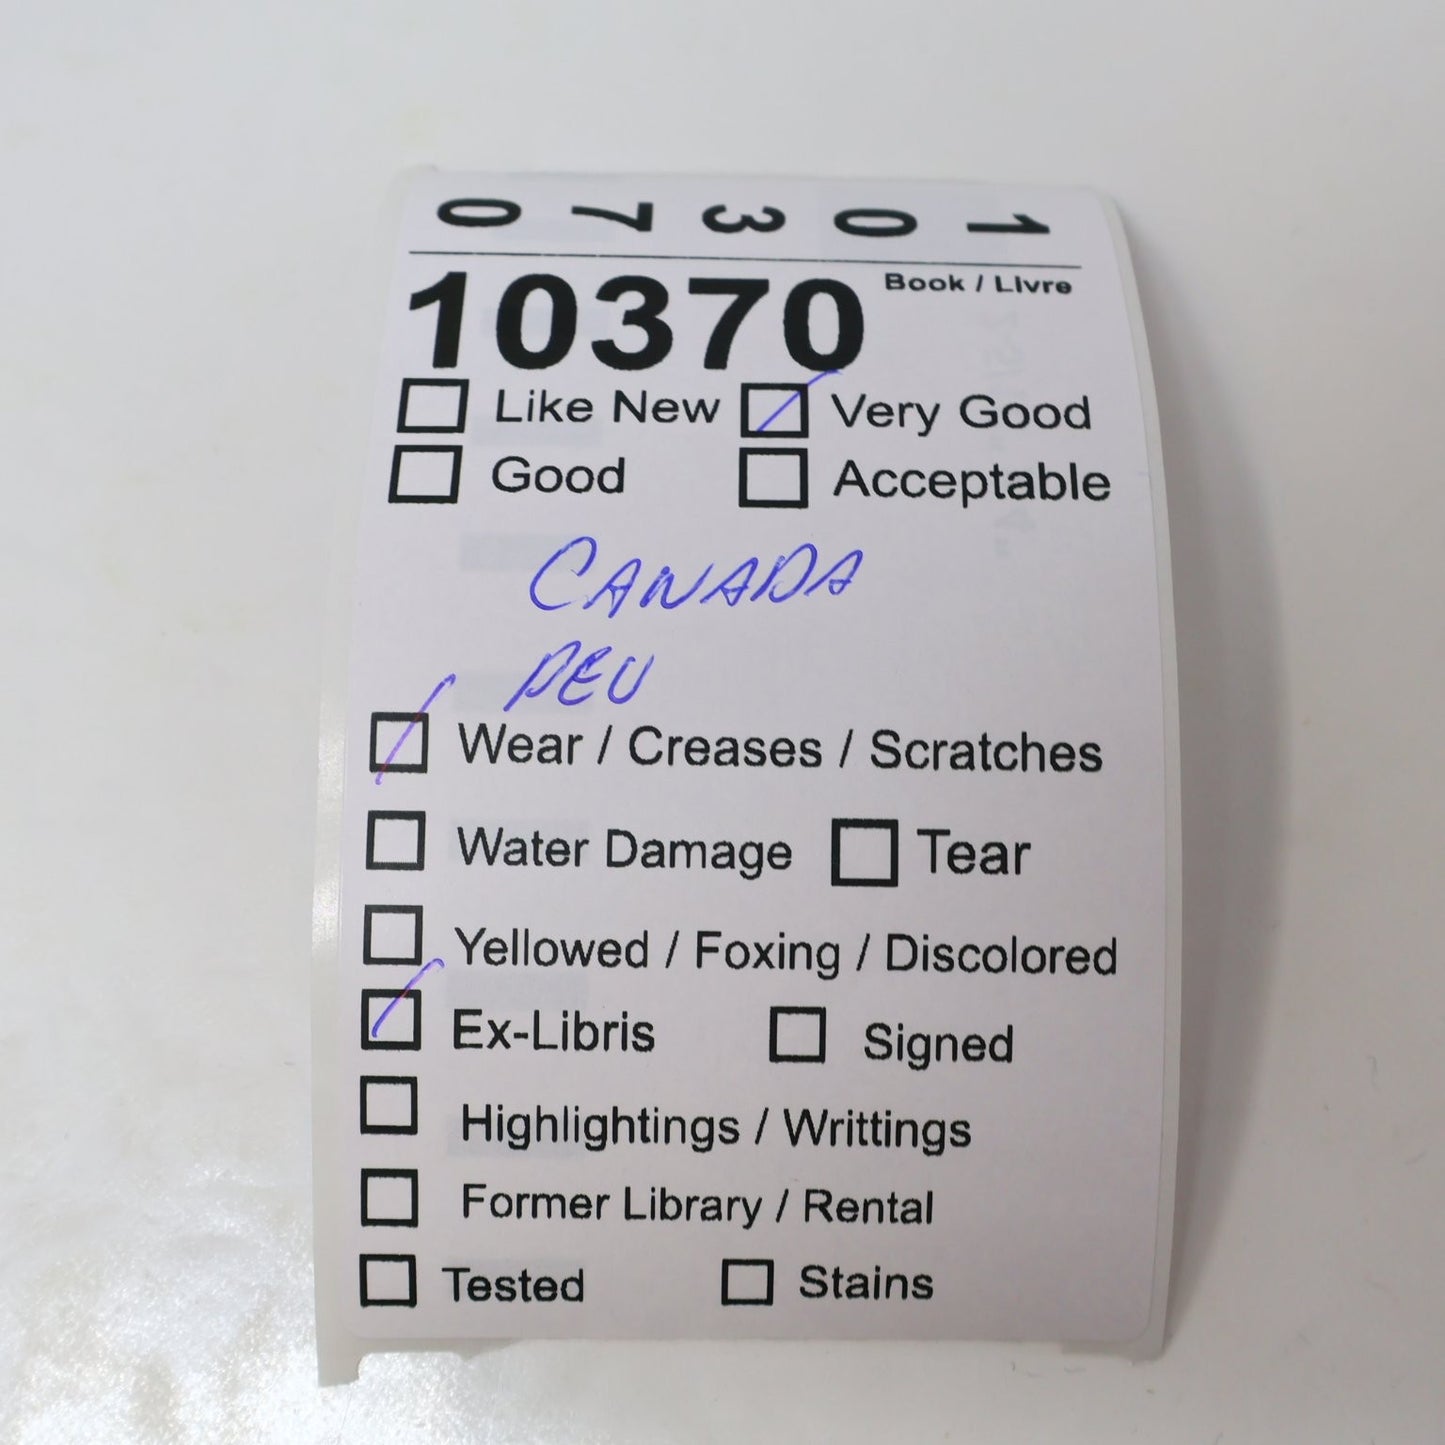 10370
10370 Book / Livre
Like New Very Good
Good Acceptable
CANADA
PEU
Wear / Creases / Scratches
Water Damage Tear
Yellowed / Foxing / Discolored
Ex-Libris Signed
Highlightings / Writtings
Former Library / Rental
Tested Stains